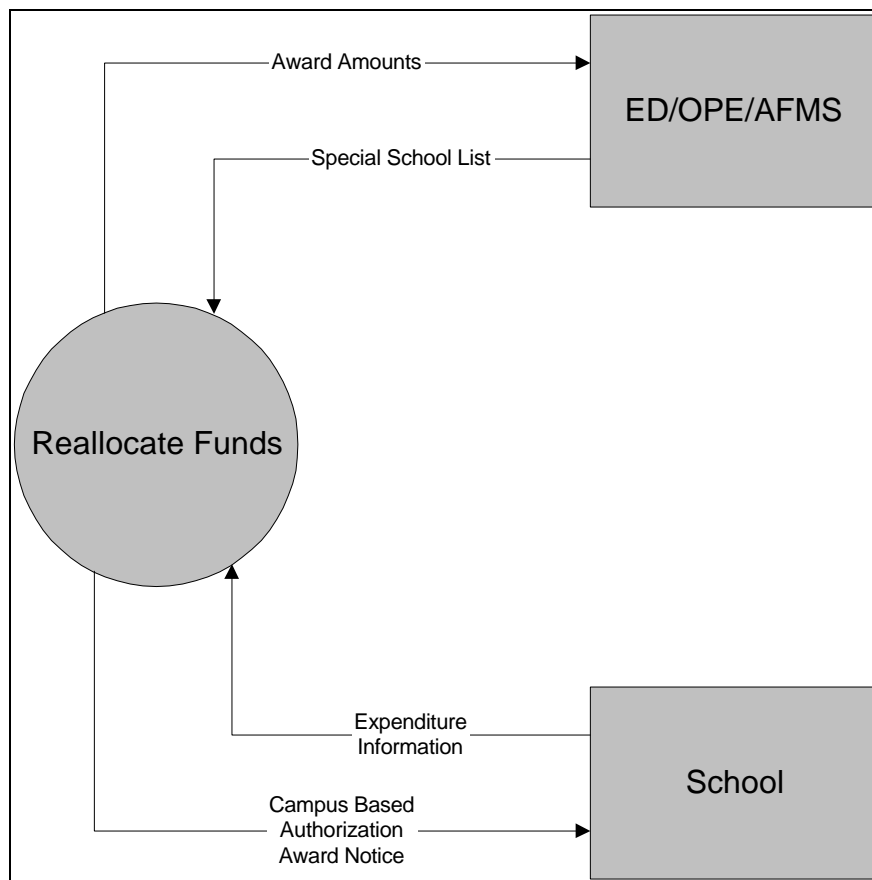 Award Amounts
ED/OPE/AFMS
Special School List
Reallocate Funds
Expenditure
Information
School
Campus Based
Authorization
Award Notice